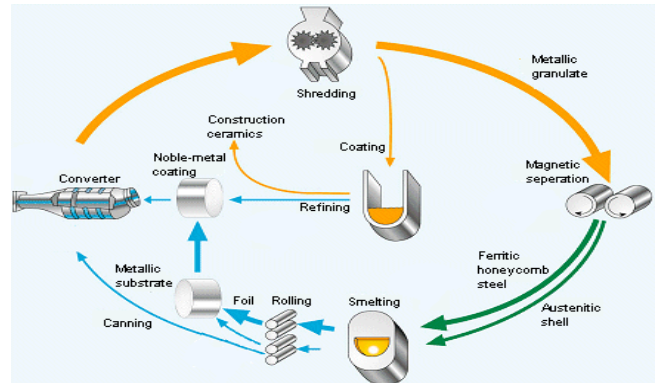 Shredding
Metallic
granulate
Construction
ceramics
Coating
Noble-metal
coating
Magnetic
seperation
Converter
Refining
Ferritic
honeycomb
steel
Metallic
substrate
Foil
Rolling
Smelting
Austenitic
shell
Canning